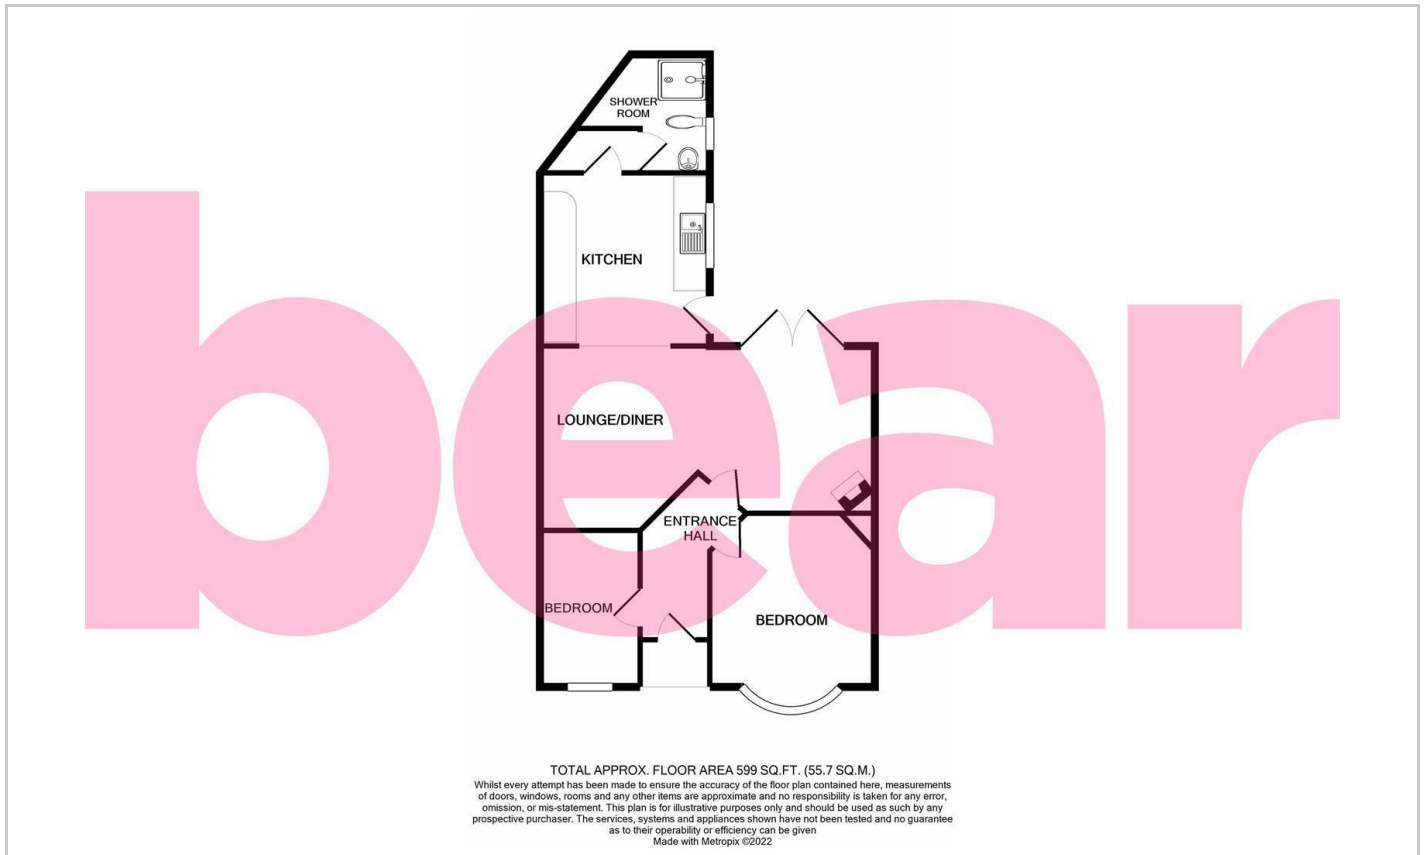 SHOWER
ROOM
KITCHEN
LOUNGE/DINER
ENTRANCE
HALL
BEDROOM
BEDROOM
bear
TOTAL APPROX. FLOOR AREA 599 SQ.FT. (55.7 SQ.M.)
Whilst every attempt has been made to ensure the accuracy of the floor plan contained here, measurements
of doors, windows, rooms and any other items are approximate and no responsibility is taken for any error,
omission, or mis-statement. This plan is for illustrative purposes only and should be used as such by any
prospective purchaser. The services, systems and appliances shown have not been tested and no guarantee
as to their operability or efficiency can be given
Made with Metropix ©2022